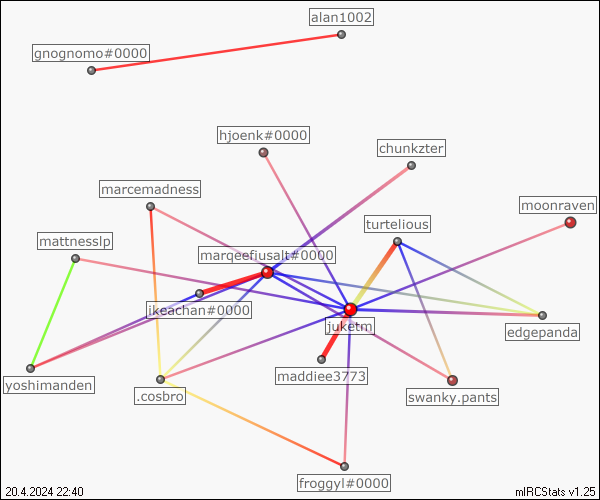 alan1002
gnognomo#0000
hjoenk#0000
chunkzter
marcemadness
moonraven
turtelious
mattnesslp
marqeefiusalt#0000
ikeachan#0000
juketm
edgepanda
maddiee3773
yoshimanden
.cosbro
swanky.pants
froggyl#0000
20.4.2024 22:40
mIRCStats v1.25